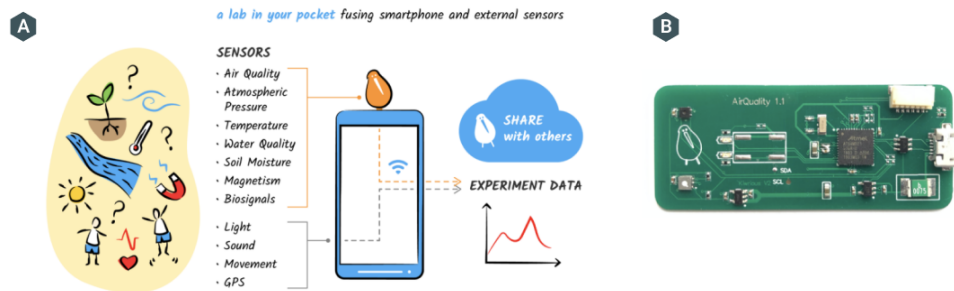 A
a lab in your pocket fusing smartphone and external sensors
SENSORS
· Air Quality
· Atmospheric
Pressure
· Temperature
· Water Quality
· Soil Moisture
· Magnetism
· Biosignals
· Light
· Sound
· Movement
· GPS
?
?
?
SHARE
with others
EXPERIMENT DATA
B
AirQuality 1.1
SDA
SCL